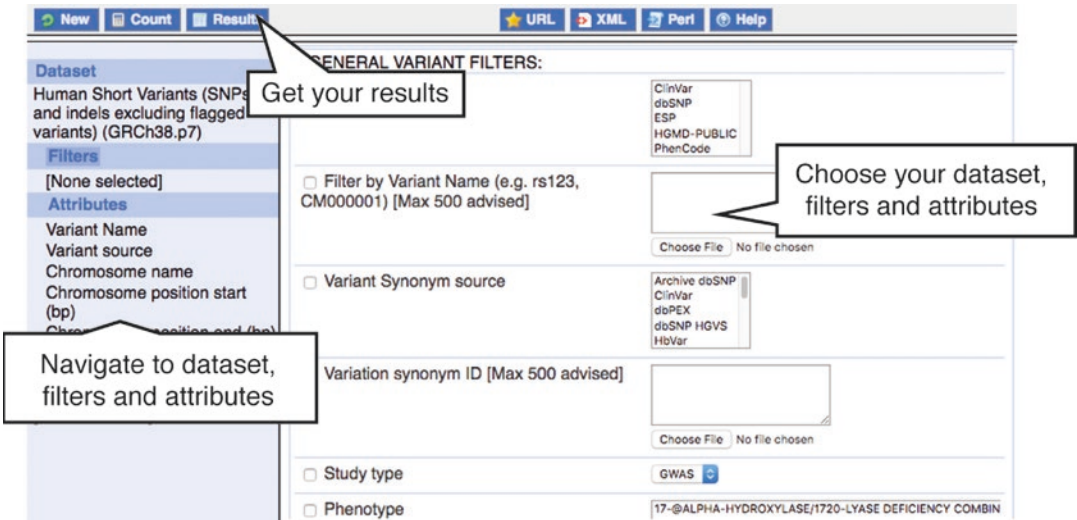 New Count Results URL XML Perl Help
Dataset
Human Short Variants (SNPs
and indels excluding flagged
variants) (GRCh38.p7)
Filters
[None selected]
Attributes
Variant Name
Variant source
Chromosome name
Chromosome position start
(bp)
position end (bp)
Navigate to dataset,
filters and attributes
Get your results
GENERAL VARIANT FILTERS:
ClinVar
dbSNP
ESP
HGMD-PUBLIC
PhenCode
Filter by Variant Name (e.g. rs123,
CM000001) [Max 500 advised]
Choose File No file chosen
Choose your dataset,
filters and attributes
Variant Synonym source
Archive dbSNP
ClinVar
dbPEX
dbSNP HGVS
HbVar
Variation synonym ID [Max 500 advised]
Choose File No file chosen
Study type
GWAS
Phenotype
17-@ALPHA-HYDROXYLASE/1720-LYASE DEFICIENCY COMBIN